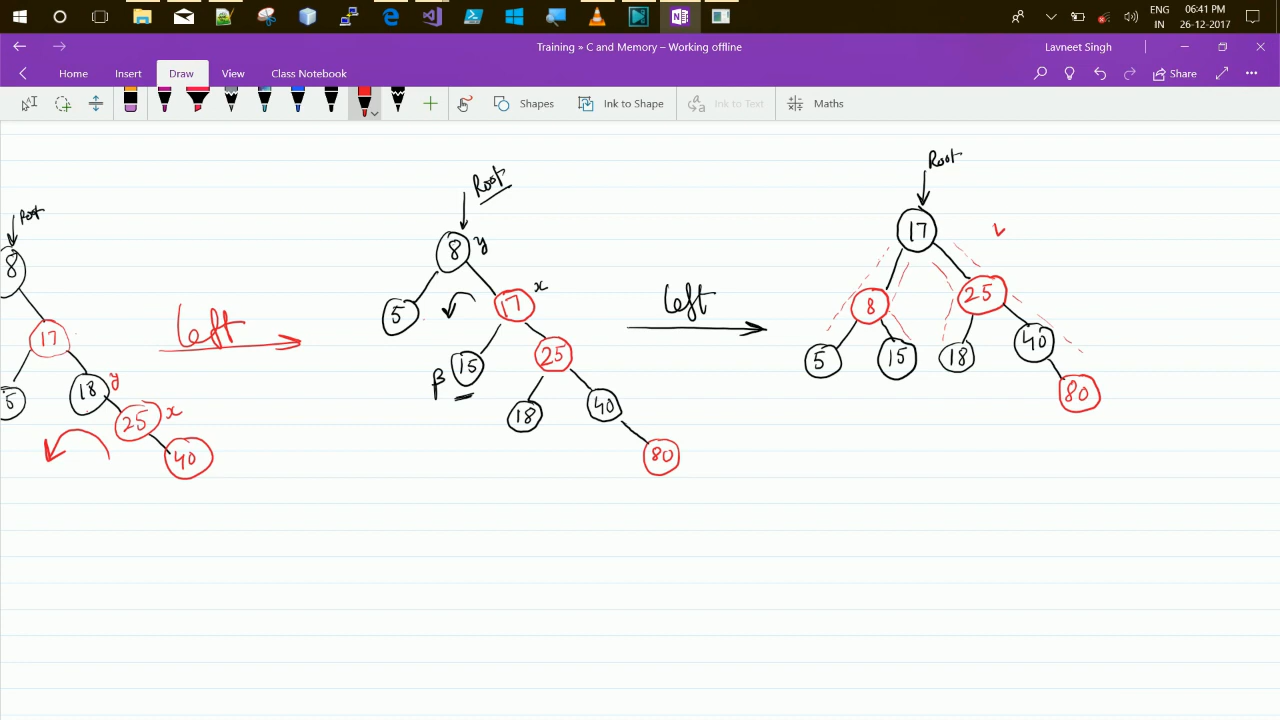 ENG
IN
06:41 PM
26-12-2017
Training » C and Memory – Working offline
Lavneet Singh
Home
Insert
Draw
View
Class Notebook
Share
Shapes
Ink to Shape
Ink to Text
Maths
Root
8
17
5
18
y
25
x
40
left
Root
8
y
5
17
x
β
15
25
18
40
80
left
Root
17
8
25
5
15
18
40
80